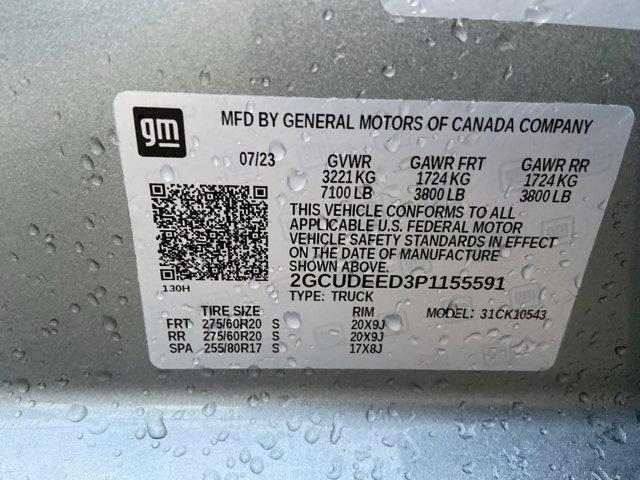 gm
MFD BY GENERAL MOTORS OF CANADA COMPANY
07/23 GVWR GAWR FRT GAWR RR
3221 KG 1724 KG 1724 KG
7100 LB 3800 LB 3800 LB
THIS VEHICLE CONFORMS TO ALL
APPLICABLE U.S. FEDERAL MOTOR
VEHICLE SAFETY STANDARDS IN EFFECT
ON THE DATE OF MANUFACTURE
SHOWN ABOVE.
2GCUDEED3P1155591
130H
TYPE: TRUCK
TIRE SIZE RIM MODEL: 31CK10543
FRT 275/60R20 S 20X9J
RR 275/60R20 S 20X9J
SPA 255/80R17 S 17X8J